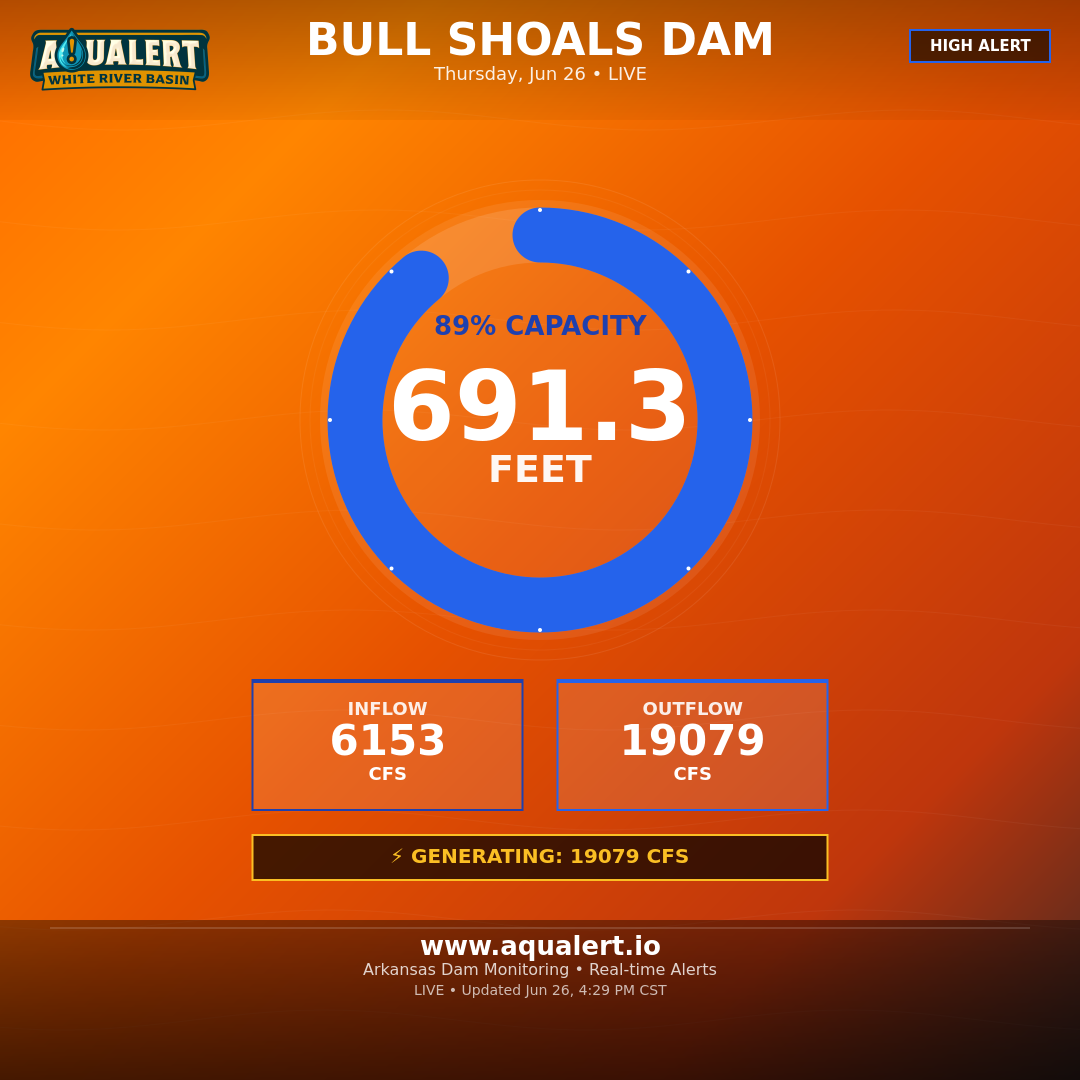 AQUALERT
WHITE RIVER BASIN
BULL SHOALS DAM
Thursday, Jun 26 • LIVE
HIGH ALERT
89% CAPACITY
691.3
FEET
INFLOW
6153
CFS
OUTFLOW
19079
CFS
⚡ GENERATING: 19079 CFS
www.aqualert.io
Arkansas Dam Monitoring • Real-time Alerts
LIVE • Updated Jun 26, 4:29 PM CST